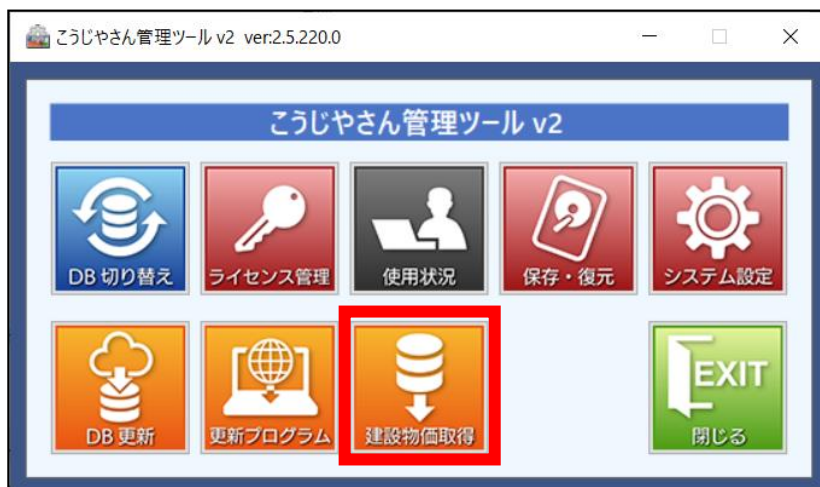 こうじやさん管理ツール v2 ver:2.5.220.0
こうじやさん管理ツール v2
DB 切り替え
ライセンス管理
使用状況
保存・復元
システム設定
DB 更新
更新プログラム
建設物価取得
EXIT
閉じる